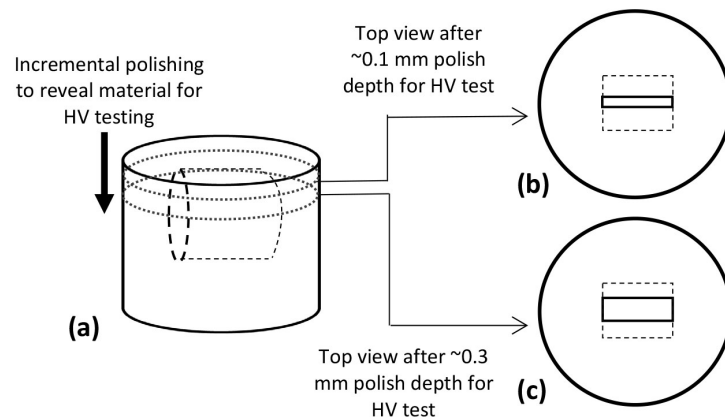 Incremental polishing
to reveal material for
HV testing
(a)
Top view after
~0.1 mm polish
depth for HV test
(b)
Top view after ~0.3
mm polish depth for
HV test
(c)